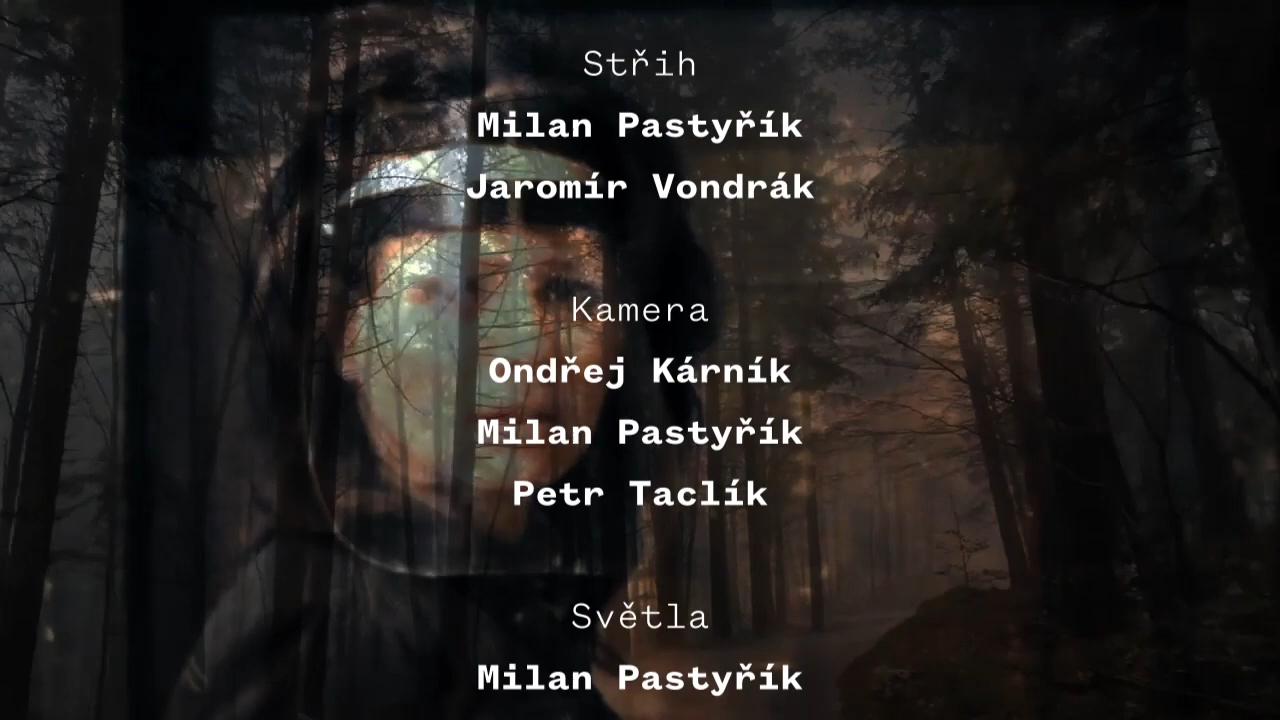 Střih
Milan Pastyřík
Jaromír Vondrák
Kamera
Ondřej Kárník
Milan Pastyřík
Petr Taclík
Světla
Milan Pastyřík